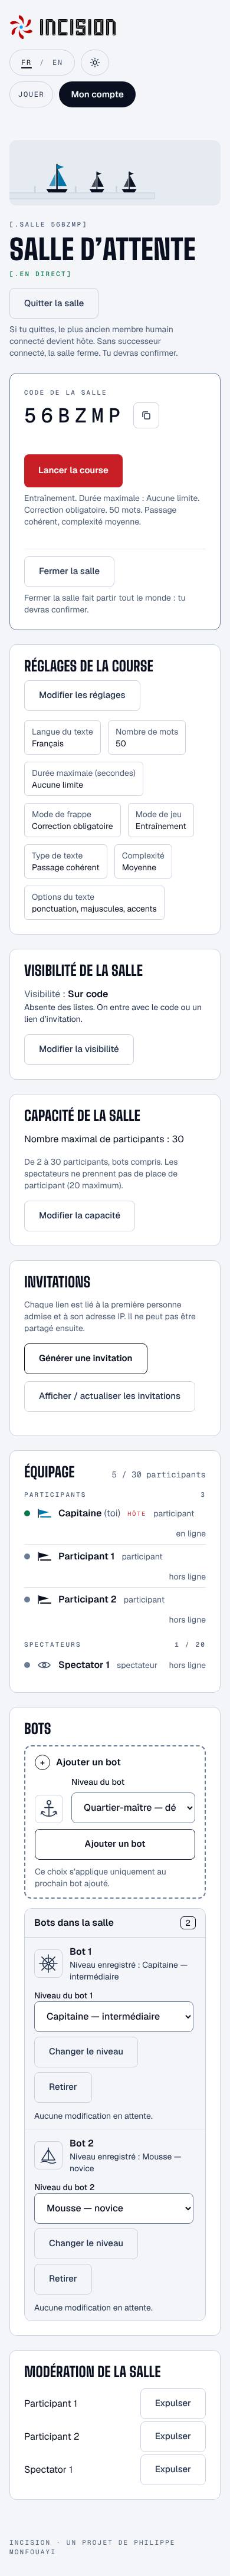 INCISION
FR / EN
JOUER
Mon compte
[.SALLE 56BZMP]
SALLE D'ATTENTE
[.EN DIRECT]
Quitter la salle
Si tu quittes, le plus ancien membre humain
connecté devient hôte. Sans successeur
connecté, la salle ferme. Tu devras confirmer.
CODE DE LA SALLE
56BZMP
Lancer la course
Entraînement. Durée maximale : Aucune limite.
Correction obligatoire. 50 mots. Passage
cohérent, complexité moyenne.
Fermer la salle
Fermer la salle fait partir tout le monde : tu
devras confirmer.
RÉGLAGES DE LA COURSE
Modifier les réglages
Langue du texte
Français
Nombre de mots
50
Durée maximale (secondes)
Aucune limite
Mode de frappe
Correction obligatoire
Mode de jeu
Entraînement
Type de texte
Passage cohérent
Complexité
Moyenne
Options du texte
ponctuation, majuscules, accents
VISIBILITÉ DE LA SALLE
Visibilité : Sur code
Absente des listes. On entre avec le code ou un
lien d'invitation.
Modifier la visibilité
CAPACITÉ DE LA SALLE
Nombre maximal de participants : 30
De 2 à 30 participants, bots compris. Les
spectateurs ne prennent pas de place de
participant (20 maximum).
Modifier la capacité
INVITATIONS
Chaque lien est lié à la première personne
admise et à son adresse IP. Il ne peut pas être
partagé ensuite.
Générer une invitation
Afficher / actualiser les invitations
ÉQUIPAGE
5 / 30 participants
PARTICIPANTS 3
Capitaine (toi) HÔTE participant
en ligne
Participant 1 participant
hors ligne
Participant 2 participant
hors ligne
SPECTATEURS 1 / 20
Spectator 1 spectateur hors ligne
BOTS
+ Ajouter un bot
Niveau du bot
Quartier-maître — dé
Ajouter un bot
Ce choix s'applique uniquement au
prochain bot ajouté.
Bots dans la salle 2
Bot 1
Niveau enregistré : Capitaine —
intermédiaire
Niveau du bot 1
Capitaine — intermédiaire
Changer le niveau
Retirer
Aucune modification en attente.
Bot 2
Niveau enregistré : Mousse —
novice
Niveau du bot 2
Mousse — novice
Changer le niveau
Retirer
Aucune modification en attente.
MODÉRATION DE LA SALLE
Participant 1 Expulser
Participant 2 Expulser
Spectator 1 Expulser
INCISION · UN PROJET DE PHILIPPE
MONFOUAYI